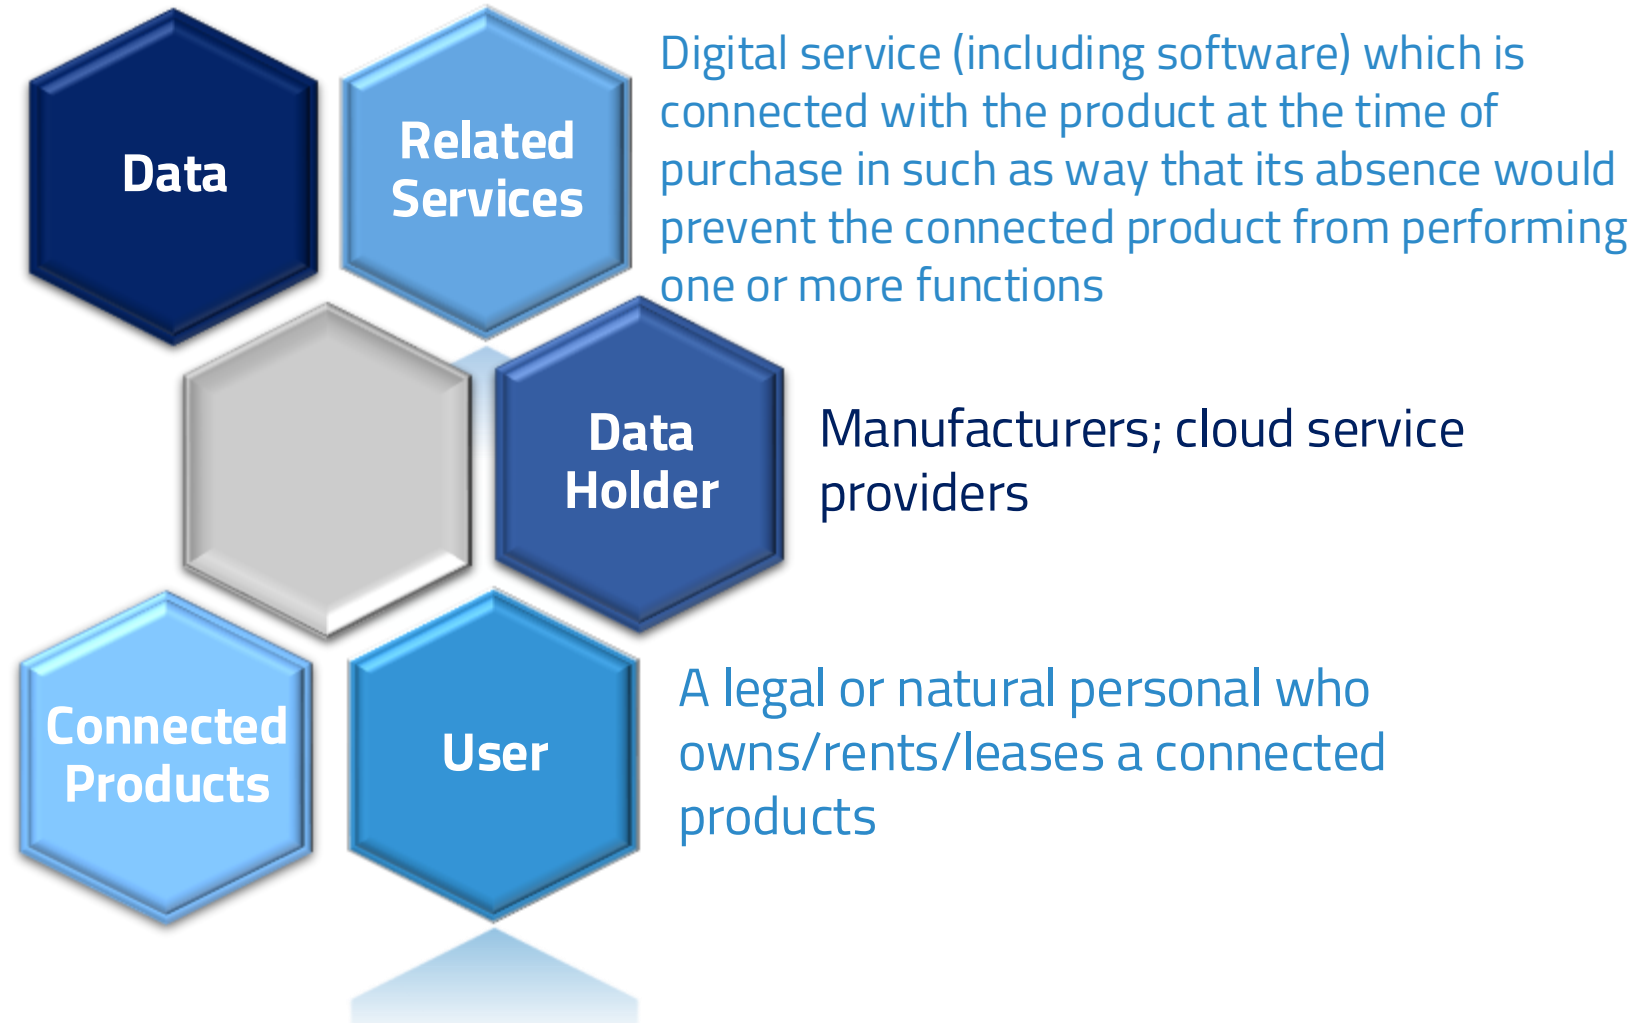 Data
Related
Services
Digital service (including software) which is
connected with the product at the time of
purchase in such as way that its absence would
prevent the connected product from performing
one or more functions
Data
Holder
Manufacturers; cloud service
providers
Connected
Products
User
A legal or natural personal who
owns/rents/leases a connected
products